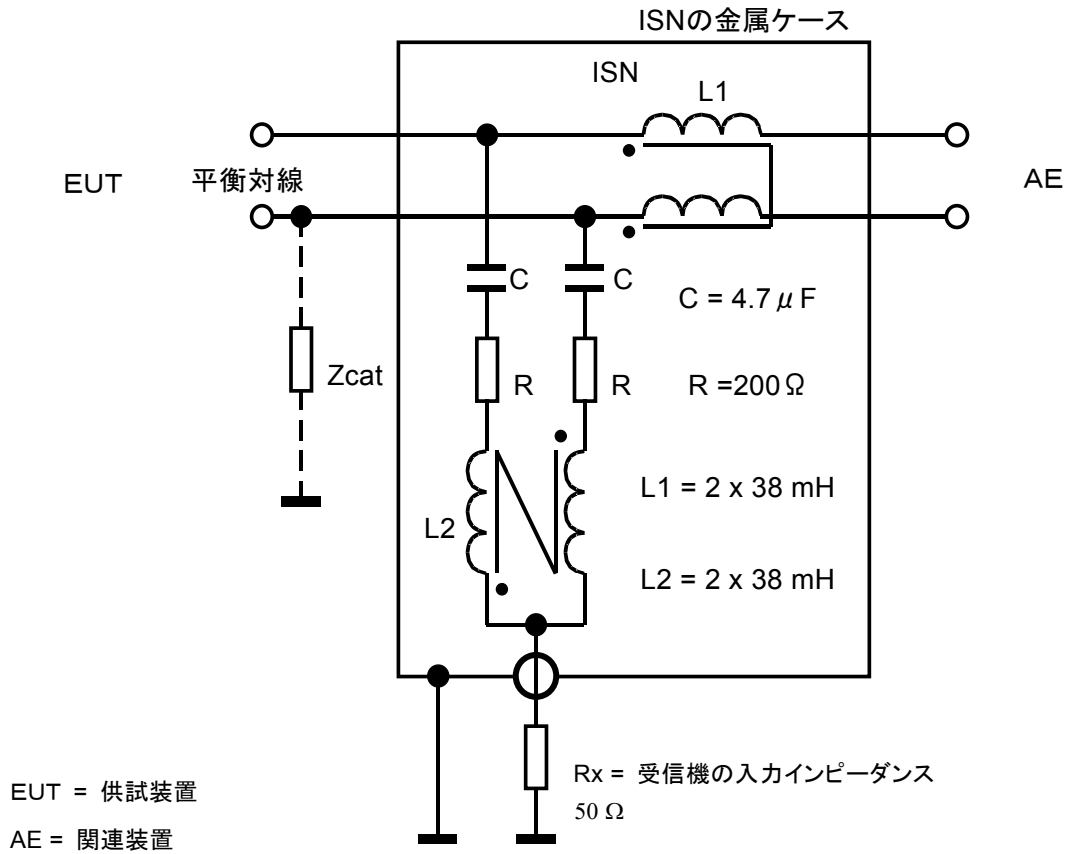 ISNの金属ケース
ISN
L1
EUT
平衡対線
AE
C
C
C = 4.7 μ F
Zcat
R
R
R =200 Ω
L2
L1 = 2 x 38 mH
L2 = 2 x 38 mH
Rx = 受信機の入力インピーダンス
50 Ω
EUT = 供試装置
AE = 関連装置